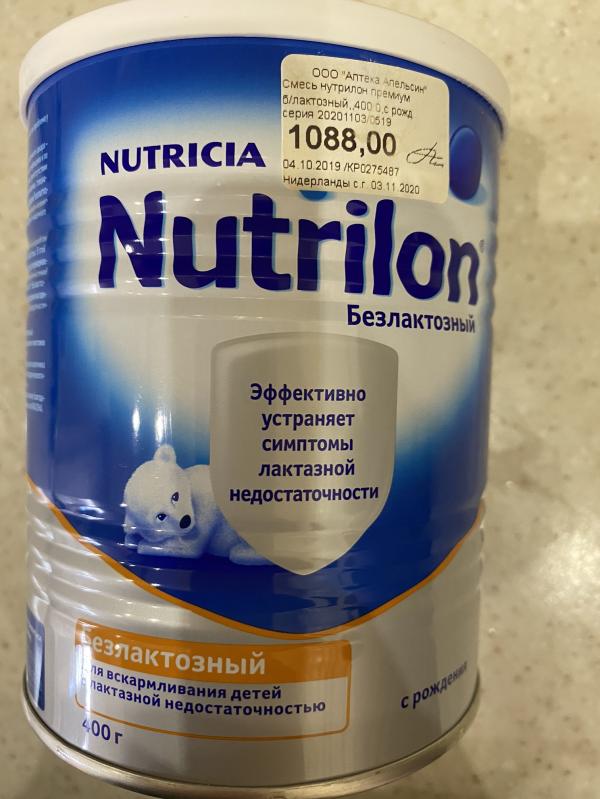 ООО "Аптека Апельсин"
Смесь нутрилон премиум
б/лактозный,,400,0,с рожд
серия 20201103/0519
1088,00
04.10.2019 /КР0275487
Нидерланды с.г. 03.11.2020
NUTRICIA
Nutrilon®
Безлактозный
Эффективно
устраняет
симптомы
лактазной
недостаточности
Безлактозный
для вскармливания детей
с лактазной недостаточностью
с рождения
400 г